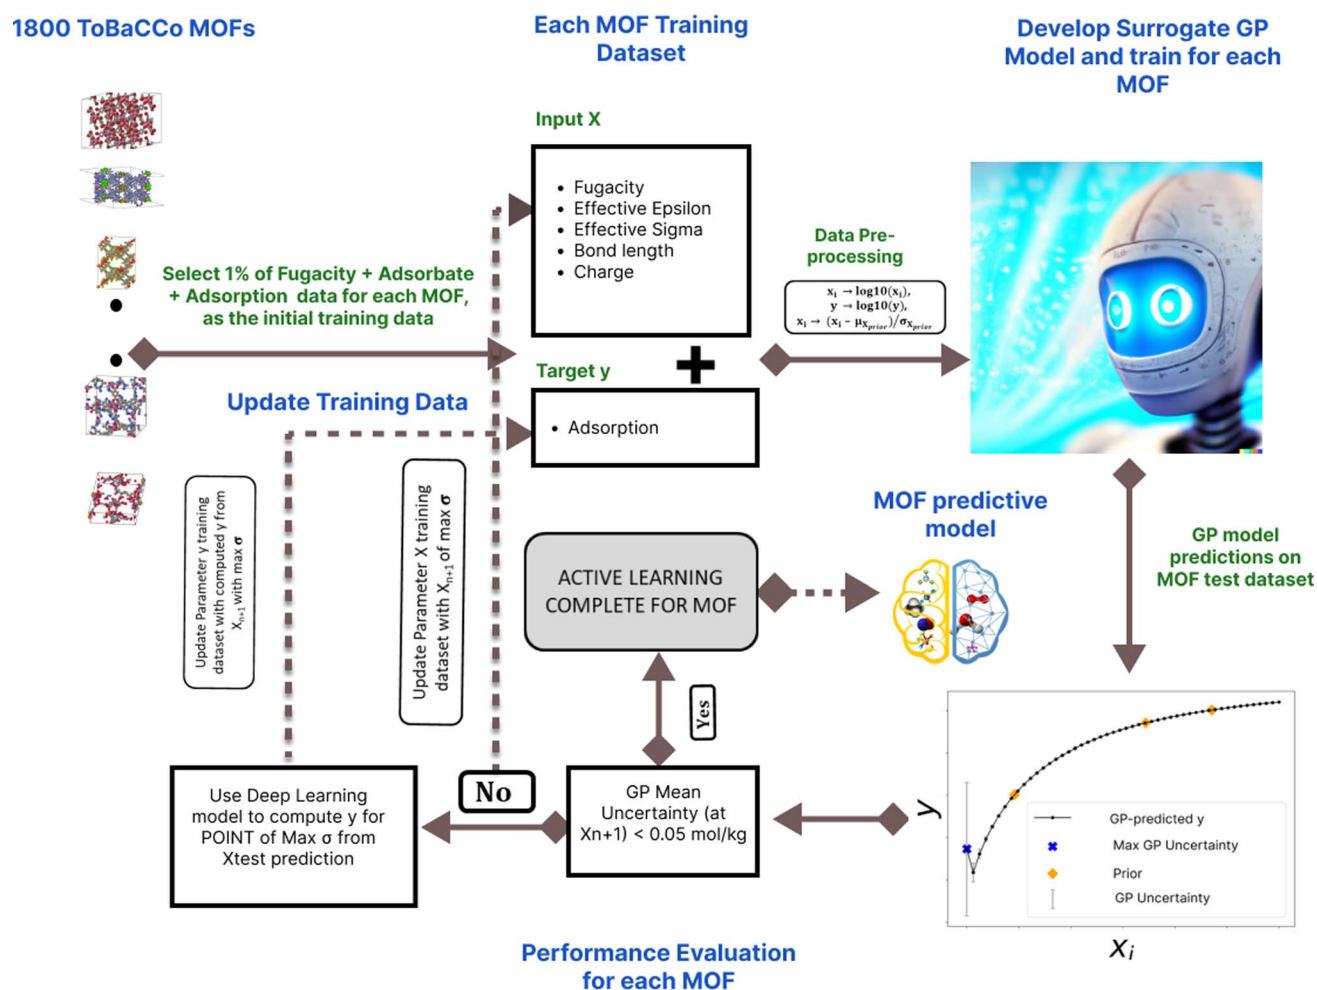 1800 ToBaCCo MOFs
Each MOF Training
Dataset
Develop Surrogate GP
Model and train for each
MOF
Input X
• Fugacity
• Effective Epsilon
• Effective Sigma
• Bond length
• Charge
Data Pre-
processing
xᵢ → log10(xᵢ),
y → log10(y),
xᵢ → (xᵢ − μ_{X_{prior}})/σ_{X_{prior}}
Select 1% of Fugacity + Adsorbate
+ Adsorption data for each MOF,
as the initial training data
+
Target y
• Adsorption
Update Training Data
Update Parameter y training
dataset with computed y from
Xₙ₊₁ with max σ
Update Parameter X training
dataset with Xₙ₊₁ of max σ
MOF predictive
model
GP model
predictions on
MOF test dataset
ACTIVE LEARNING
COMPLETE FOR MOF
Yes
No
GP Mean
Uncertainty (at
Xn+1) < 0.05 mol/kg
Use Deep Learning
model to compute y for
POINT of Max σ from
Xtest prediction
y
GP-predicted y
Max GP Uncertainty
Prior
GP Uncertainty
Xᵢ
Performance Evaluation
for each MOF